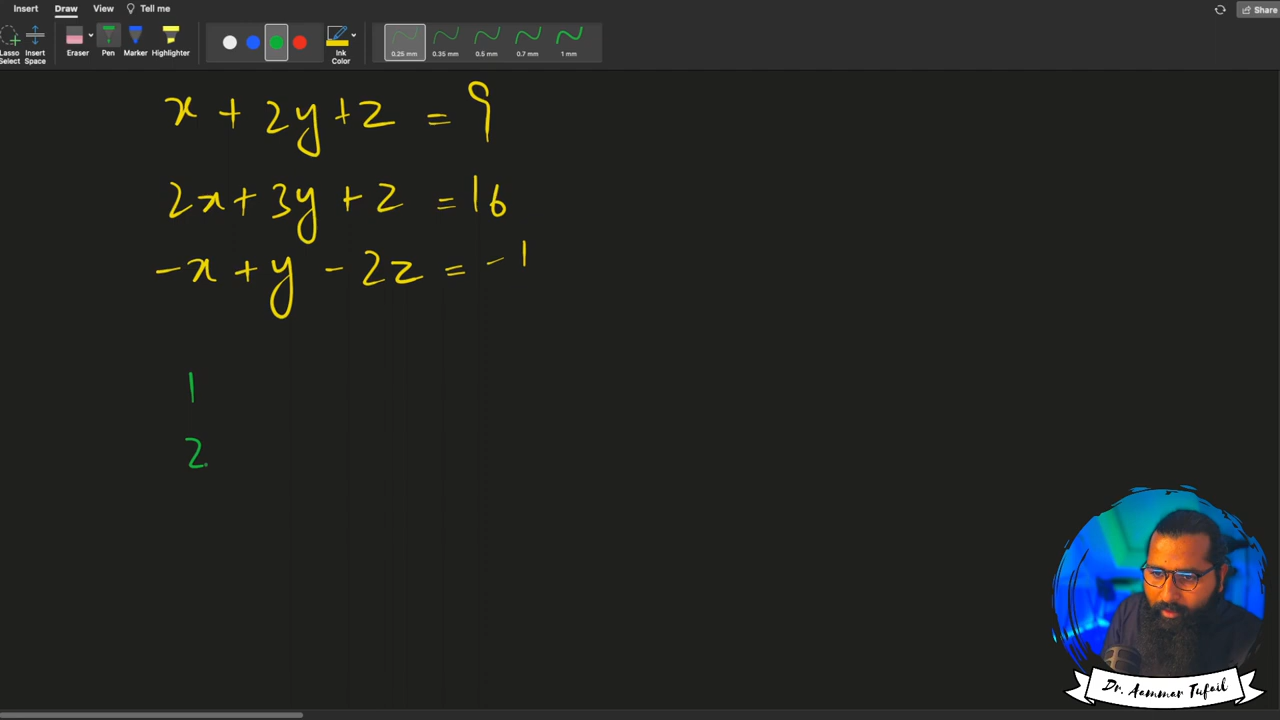 Insert Draw View Tell me Share
Lasso Select Insert Space Eraser Pen Marker Highlighter Ink Color 0.25 mm 0.35 mm 0.5 mm 0.7 mm 1 mm
x + 2y + z = 9
2x + 3y + z = 16
-x + y - 2z = -1
1
2
Dr. Aammar Tufail